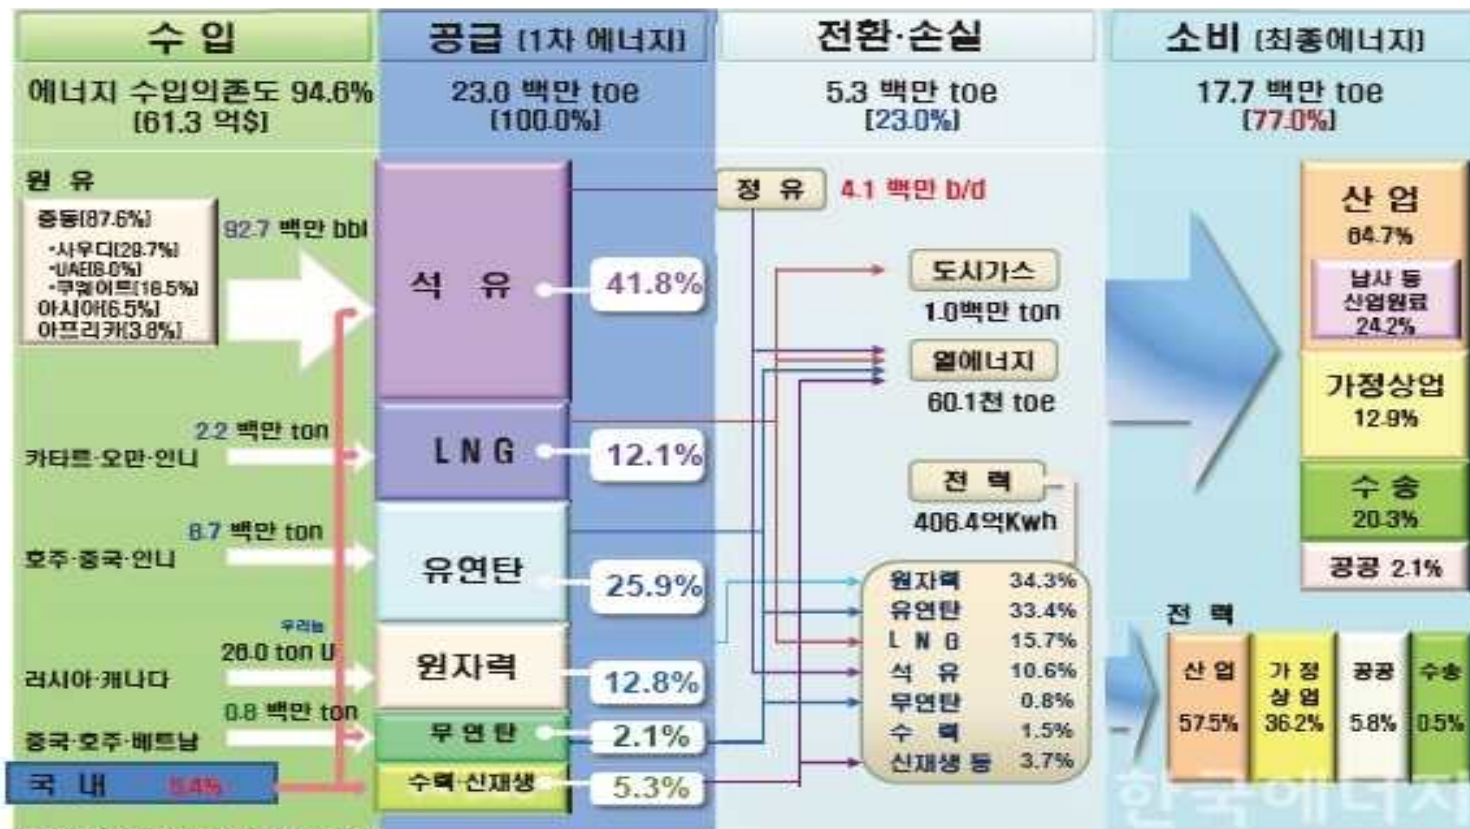 수 입
에너지 수입의존도 94.6%
[61.3 억$]
원 유
중동[87.6%]
•사우디[29.7%]
•UAE[8.0%]
•쿠웨이트[16.5%]
아시아[6.5%]
아프리카[3.8%]
92.7 백만 bbl
2.2 백만 ton
카타르·오만·인니
8.7 백만 ton
호주·중국·인니
우라늄
26.0 ton U
러시아·캐나다
0.8 백만 ton
중국·호주·베트남
국 내 5.4%
공급 [1차 에너지]
23.0 백만 toe
[100.0%]
석 유
41.8%
LNG
12.1%
유연탄
25.9%
원자력
12.8%
무연탄
2.1%
수력·신재생
5.3%
전환·손실
5.3 백만 toe
[23.0%]
정 유
4.1 백만 b/d
도시가스
1.0백만 ton
열에너지
60.1천 toe
전 력
406.4억Kwh
원자력 34.3%
유연탄 33.4%
L N G 15.7%
석 유 10.6%
무연탄 0.8%
수 력 1.5%
신재생 등 3.7%
소비 [최종에너지]
17.7 백만 toe
[77.0%]
산 업
64.7%
납사 등
산업원료
24.2%
가정상업
12.9%
수 송
20.3%
공공 2.1%
전 력
산 업
57.5%
가 정
상 업
36.2%
공공
5.8%
수송
0.5%
한국에너지